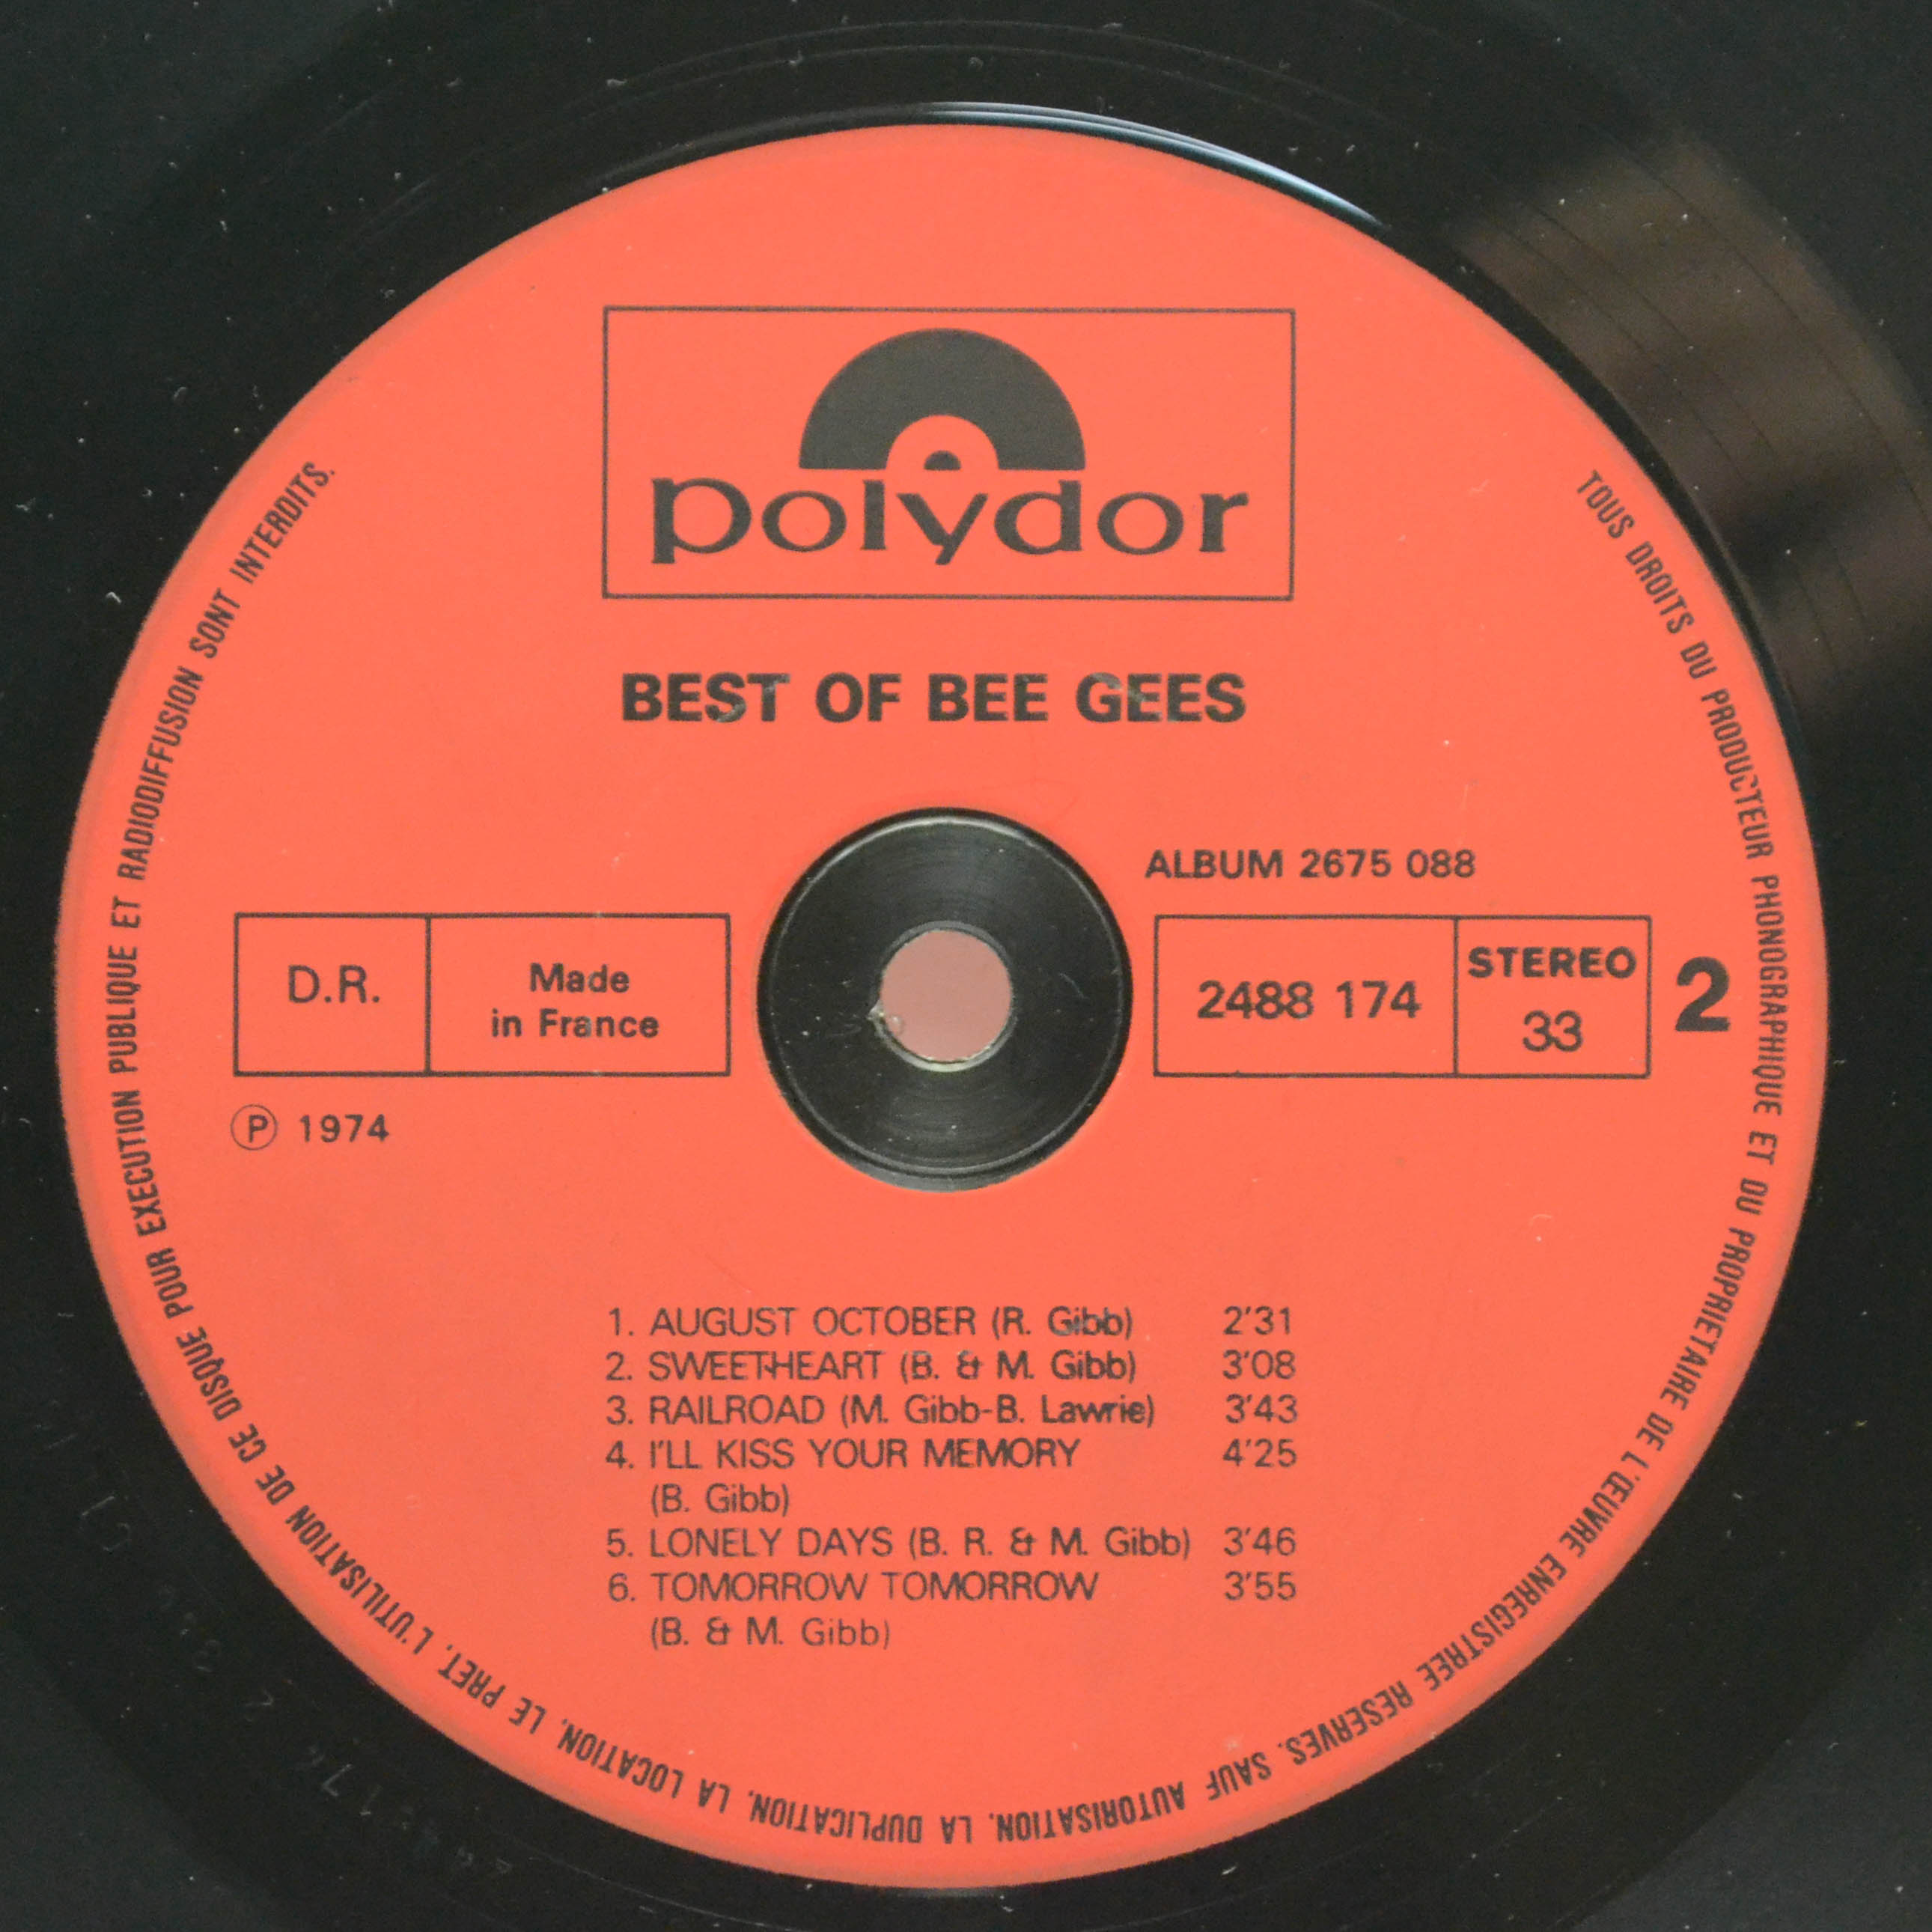 polydor
BEST OF BEE GEES
ALBUM 2675 088
D.R.
Made
in France
2488 174
STEREO
33
2
Ⓟ 1974
1. AUGUST OCTOBER (R. Gibb) 2'31
2. SWEETHEART (B. & M. Gibb) 3'08
3. RAILROAD (M. Gibb-B. Lawrie) 3'43
4. I'LL KISS YOUR MEMORY 4'25
(B. Gibb)
5. LONELY DAYS (B. R. & M. Gibb) 3'46
6. TOMORROW TOMORROW 3'55
(B. & M. Gibb)
TOUS DROITS DU PRODUCTEUR PHONOGRAPHIQUE ET DU PROPRIETAIRE DE L'ŒUVRE ENREGISTREE RESERVES. SAUF AUTORISATION, LA DUPLICATION, LA LOCATION, LE PRET, L'UTILISATION DE CE DISQUE POUR EXECUTION PUBLIQUE ET RADIODIFFUSION SONT INTERDITS.